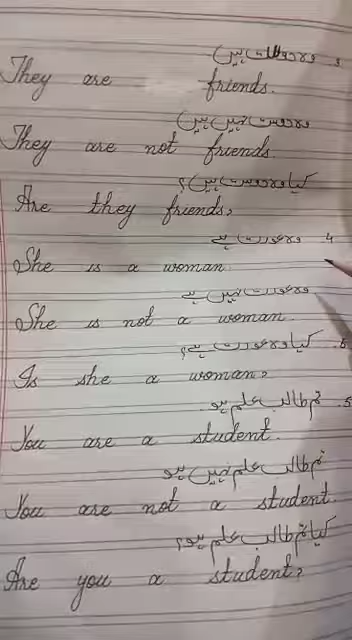 وہ دوست ہیں
They are friends.
وہ دوست نہیں ہیں
They are not friends.
کیا وہ دوست ہیں؟
Are they friends?
4 وہ عورت ہے
She is a woman.
وہ عورت نہیں ہے
She is not a woman.
کیا وہ عورت ہے؟
Is she a woman?
5. تم طالب علم ہو
You are a student.
تم طالب علم نہیں ہو
You are not a student.
کیا تم طالب علم ہو؟
Are you a student?